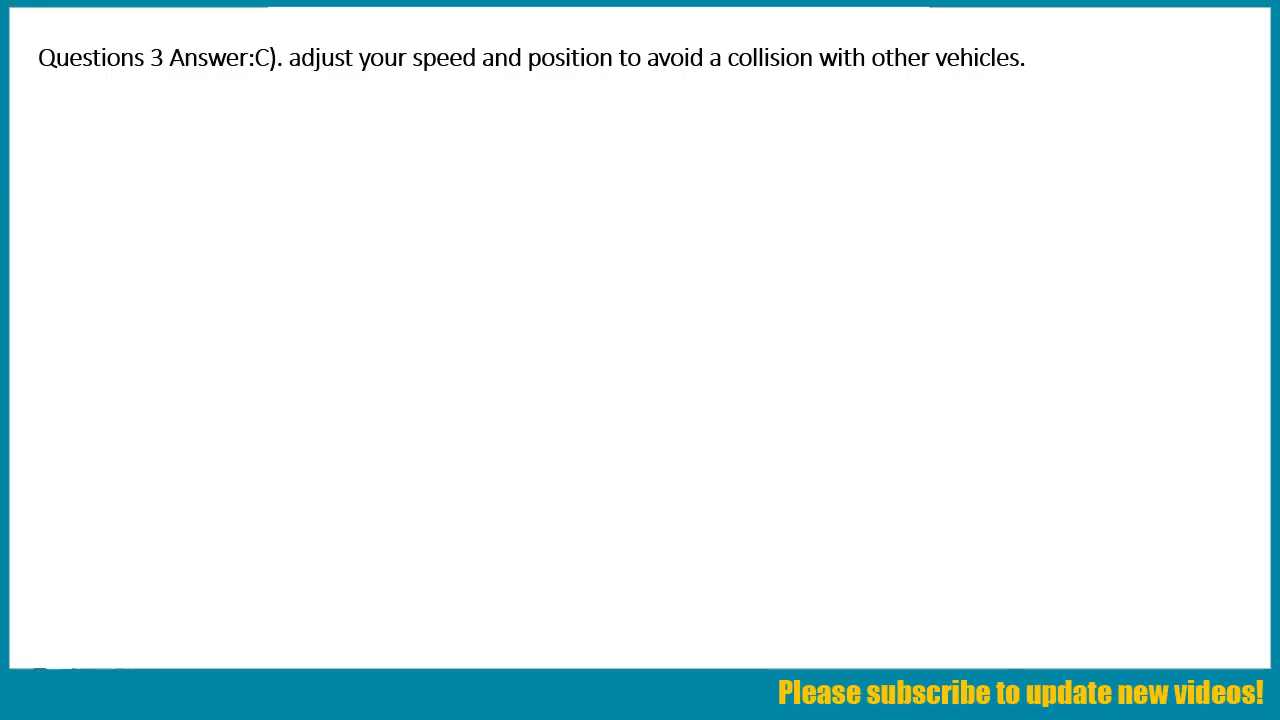 Questions 3 Answer:C). adjust your speed and position to avoid a collision with other vehicles.
Please subscribe to update new videos!